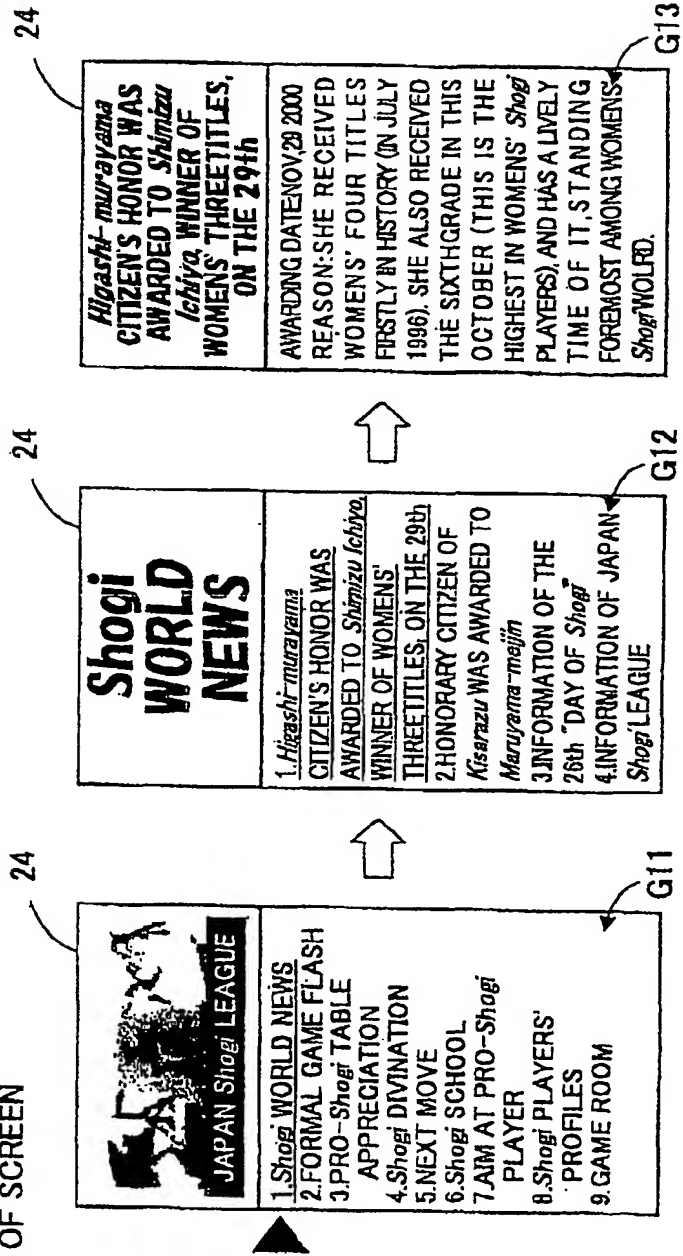 OF SCREEN
24
JAPAN Shogi LEAGUE
1.Shogi WORLD NEWS
2.FORMAL GAME FLASH
3.PRO-Shogi TABLE
APPRECIATION
4.Shogi DIVINATION
5.NEXT MOVE
6.Shogi SCHOOL
7.AIM AT PRO-Shogi
PLAYER
8.Shogi PLAYERS'
PROFILES
9.GAME ROOM
G11
24
Shogi
WORLD
NEWS
1.Higashi-murayama
CITIZEN'S HONOR WAS
AWARDED TO Shimizu Ichiyo,
WINNER OF WOMENS'
THREETITLES, ON THE 29th
2.HONORARY CITIZEN OF
Kisarazu WAS AWARDED TO
Maruyama-meijin
3.INFORMATION OF THE
26th "DAY OF Shogi"
4.INFORMATION OF JAPAN
Shogi LEAGUE
G12
24
Higashi-murayama
CITIZEN'S HONOR WAS
AWARDED TO Shimizu
Ichiyo, WINNER OF
WOMENS' THREETITLES,
ON THE 29th
AWARDING DATENOV,29 2000
REASON:SHE RECEIVED
WOMENS' FOUR TITLES
FIRSTLY IN HISTORY (IN JULY
1996). SHE ALSO RECEIVED
THE SIXTHGRADE IN THIS
OCTOBER (THIS IS THE
HIGHEST IN WOMENS' Shogi
PLAYERS), AND HAS A LIVELY
TIME OF IT, STANDING
FOREMOST AMONG WOMENS'
ShogiWOLRD.
G13